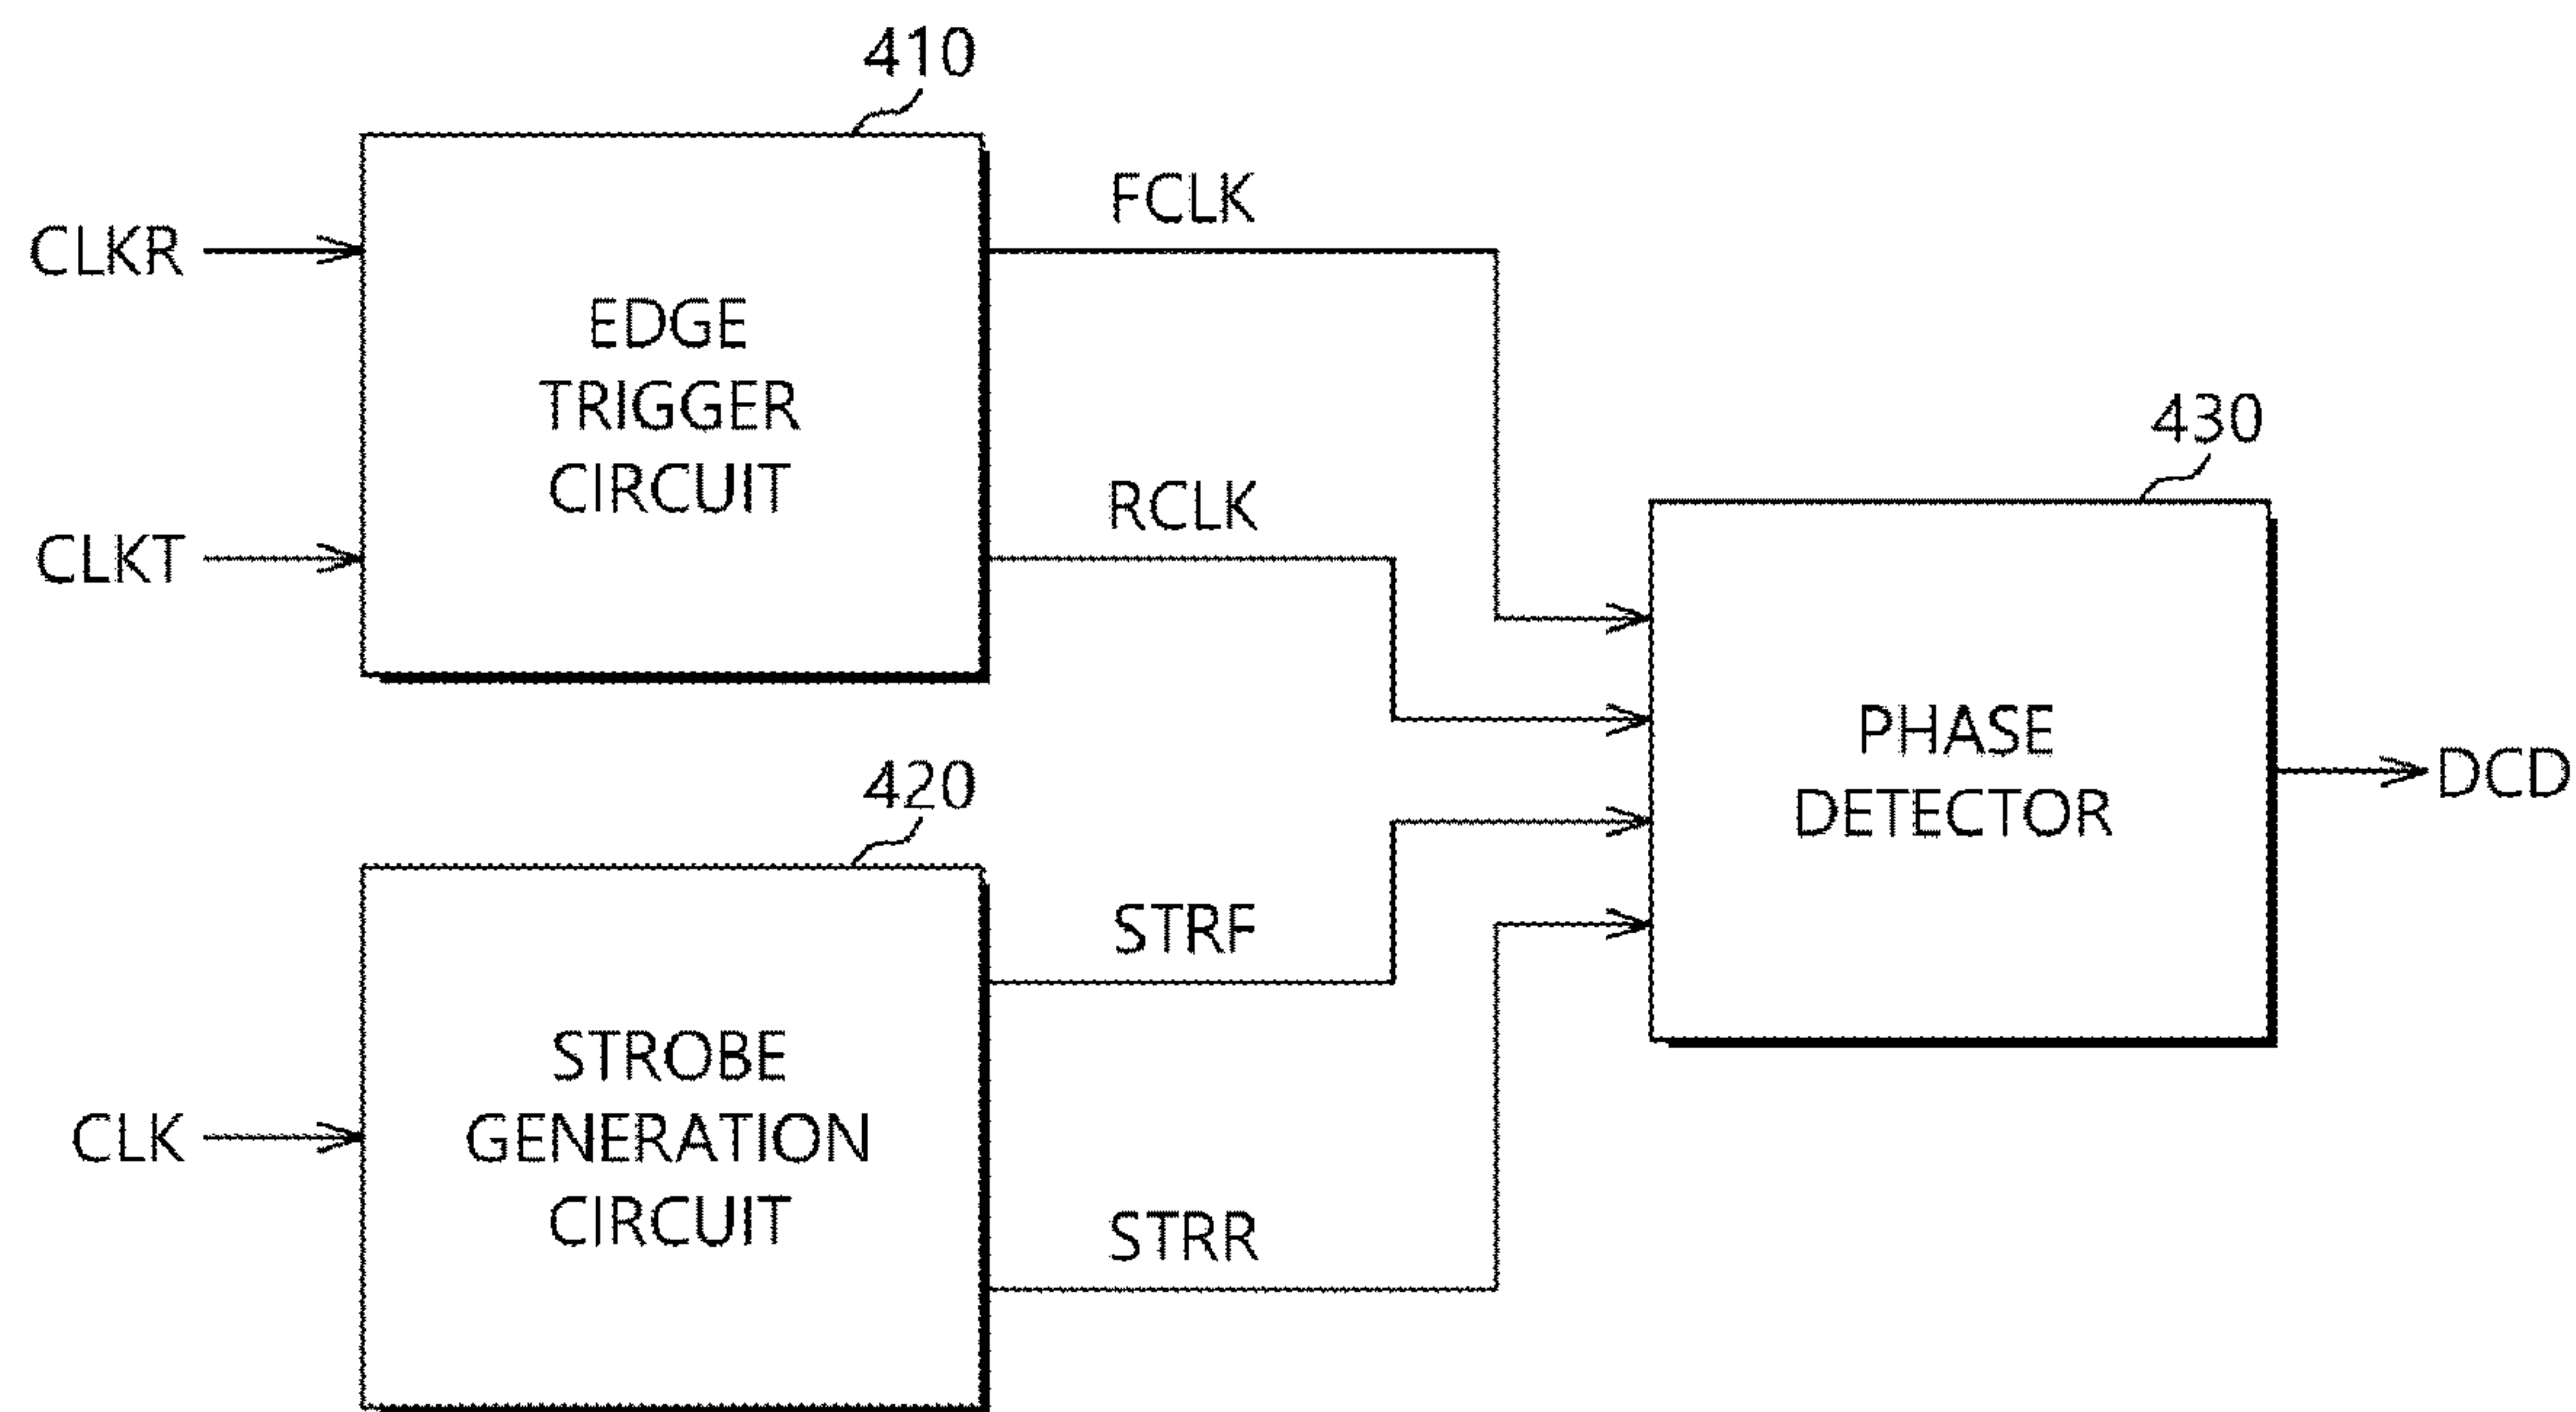 410
CLKR
EDGE
TRIGGER
CIRCUIT
CLKT
FCLK
RCLK
430
PHASE
DETECTOR
DCD
420
CLK
STROBE
GENERATION
CIRCUIT
STRF
STRR